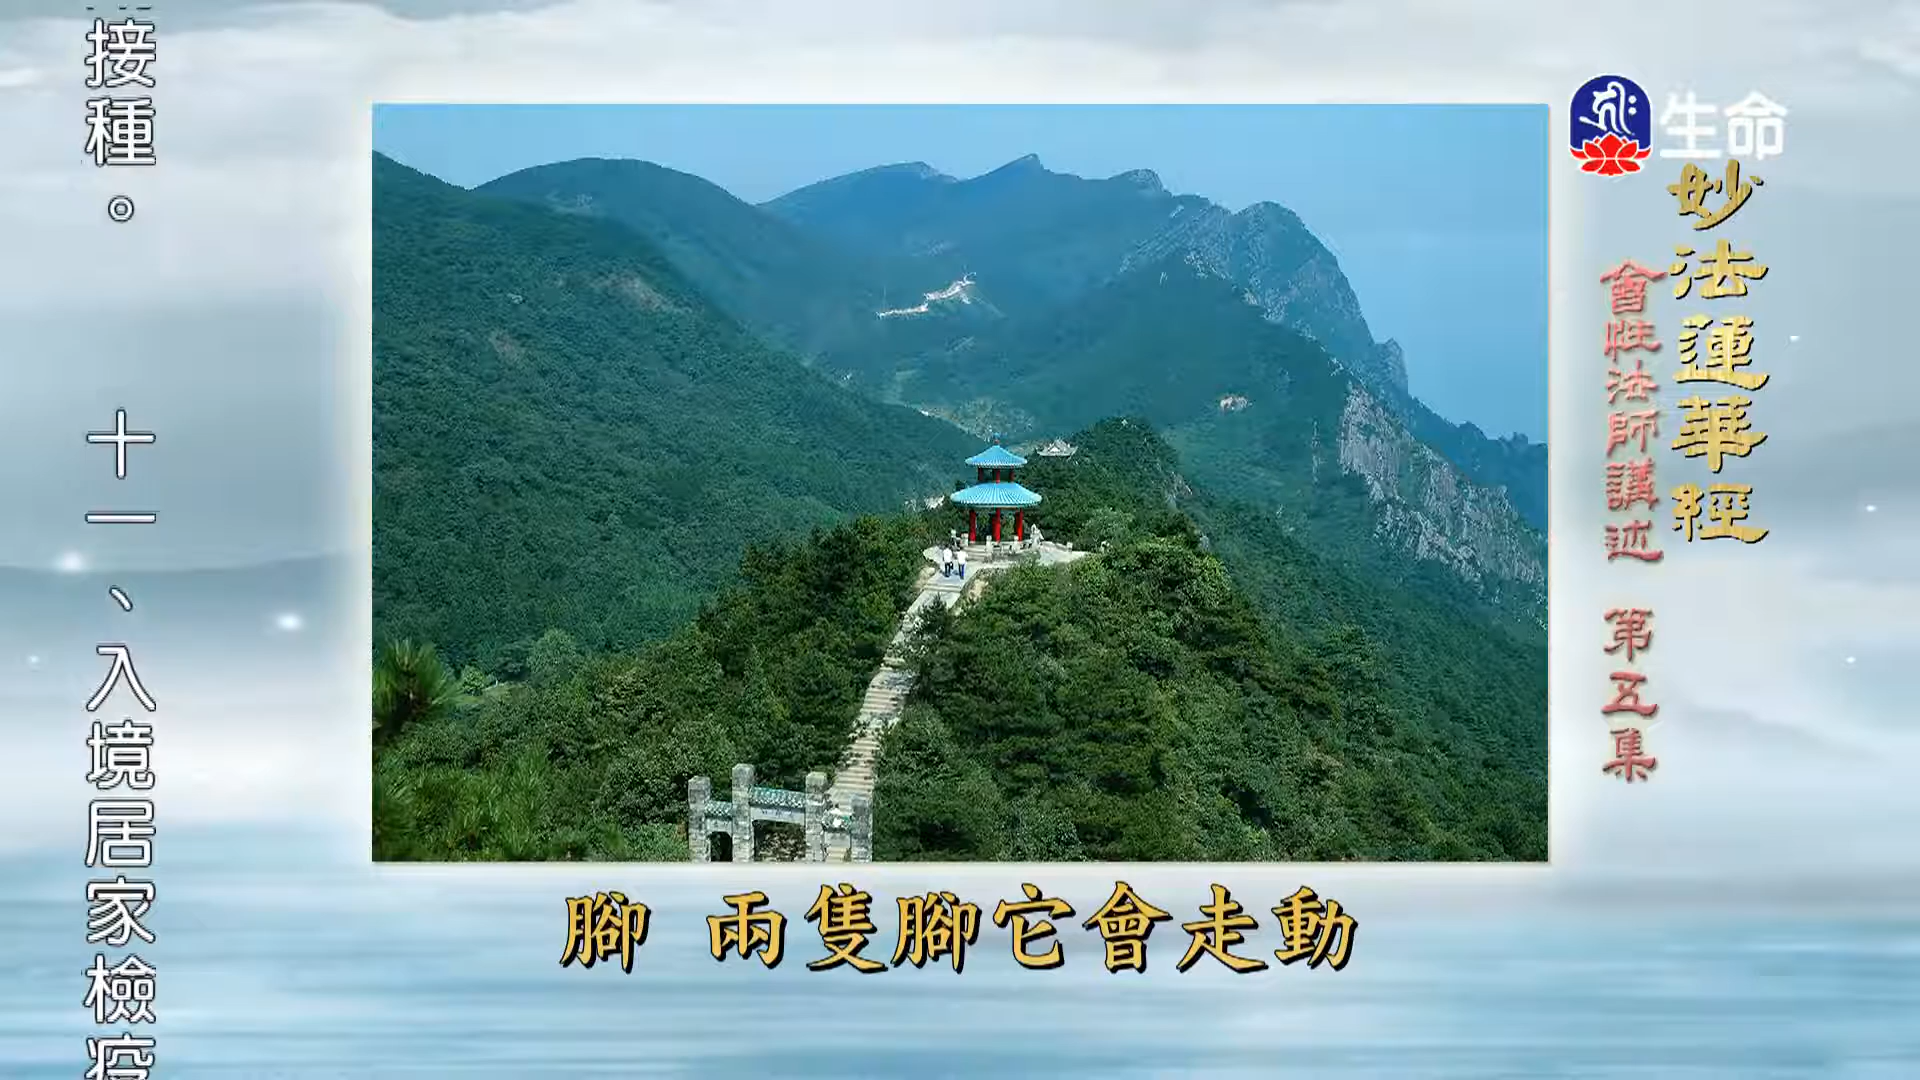 生命
妙法蓮華經
會性法師講述 第五集
接種。 十一、入境居家檢疫
腳 兩隻腳它會走動